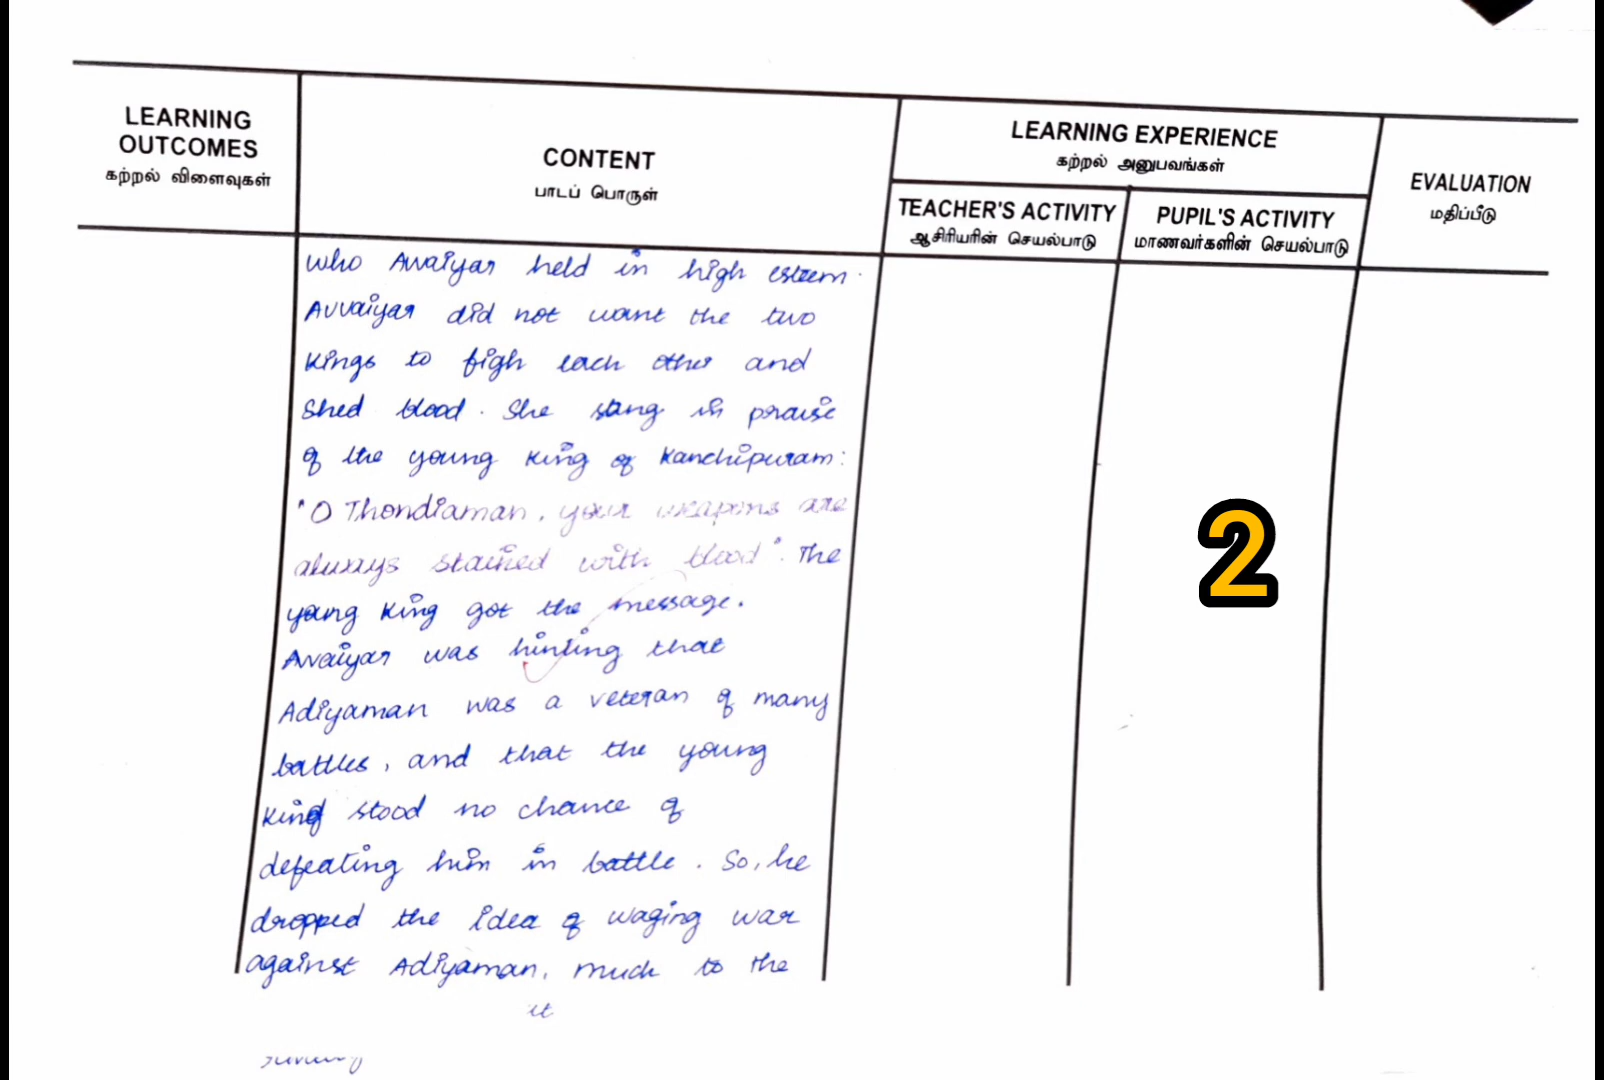 LEARNING
OUTCOMES
கற்றல் விளைவுகள்
CONTENT
பாடப் பொருள்
LEARNING EXPERIENCE
கற்றல் அனுபவங்கள்
TEACHER'S ACTIVITY
ஆசிரியரின் செயல்பாடு
PUPIL'S ACTIVITY
மாணவர்களின் செயல்பாடு
EVALUATION
மதிப்பீடு
who Avaiyar held in high esteem.
Avvaiyar did not want the two
kings to figh each other and
shed blood. She sang in praise
of the young king of Kanchipuram:
"O Thondiaman, your weapons are
always stained with blood". The
young king got the message.
Avaiyar was hinting that
Adiyaman was a veteran of many
battles, and that the young
king stood no chance of
defeating him in battle. So, he
dropped the idea of waging war
against Adiyaman, much to the
it
2